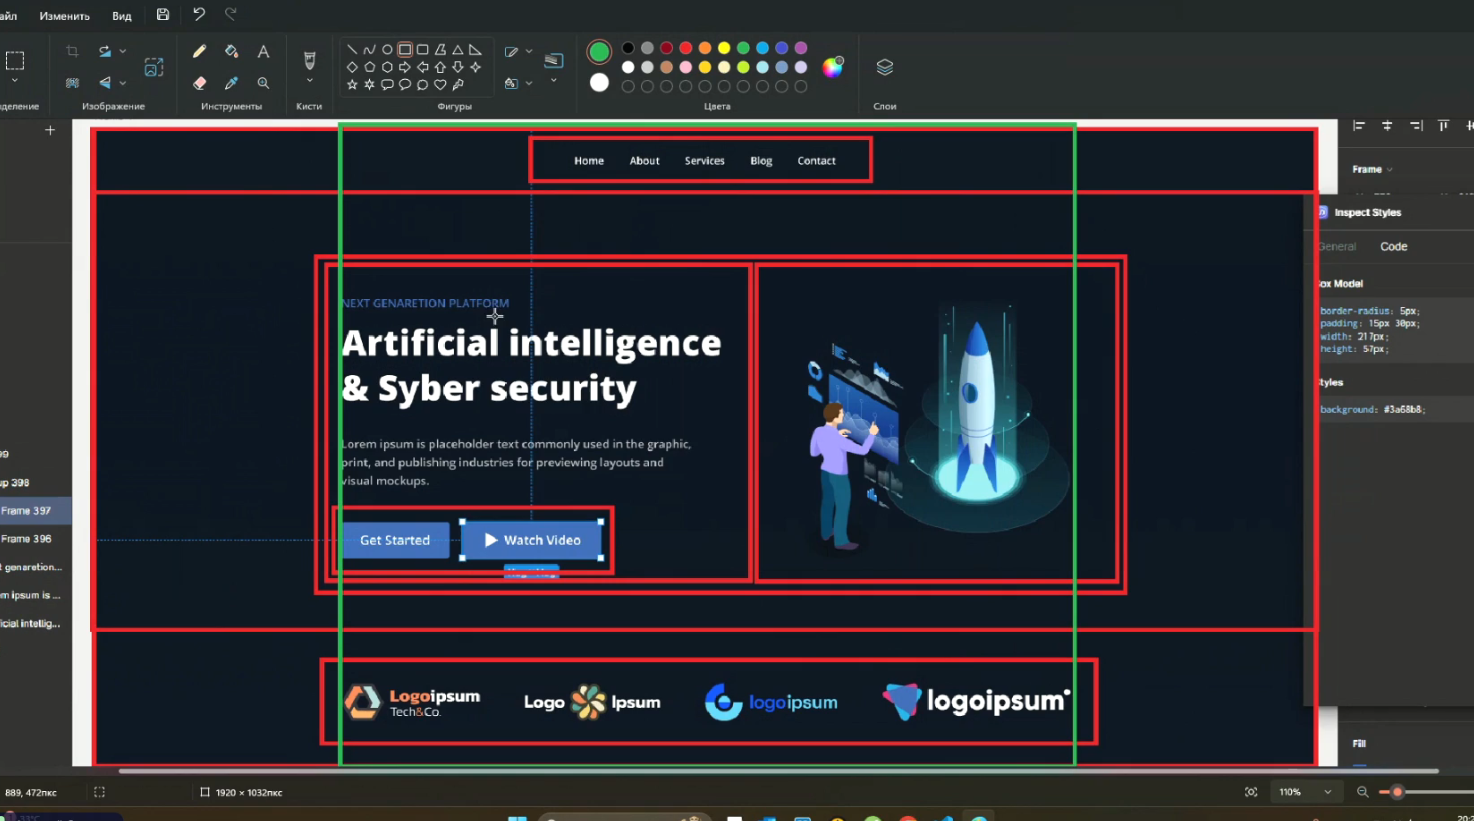 айл Изменить Вид
деление
Изображение
Инструменты
Кисти
Фигуры
Цвета
Слои
Home About Services Blog Contact
NEXT GENARETION PLATFORM
Artificial intelligence
& Syber security
Lorem ipsum is placeholder text commonly used in the graphic,
print, and publishing industries for previewing layouts and
visual mockups.
Get Started
Watch Video
Logoipsum
Tech&Co.
Logo Ipsum
logoipsum
logoipsum
99
up 398
Frame 397
Frame 396
t genaretion...
em ipsum is ...
icial intellig...
Frame
Inspect Styles
General Code
ox Model
border-radius: 5px;
padding: 15px 30px;
width: 217px;
height: 57px;
tyles
background: #3a68b8;
Fill
889, 472пкс
1920 × 1032пкс
110%